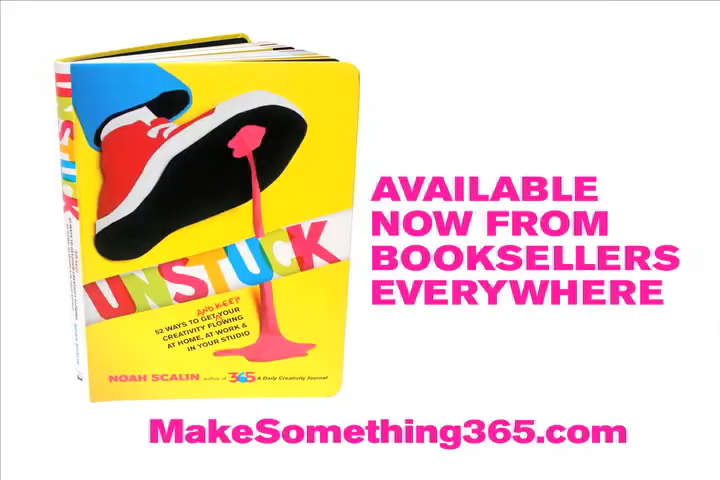 UNSTUCK
UNSTUCK
AND KEEP
52 WAYS TO GET YOUR
CREATIVITY FLOWING
AT HOME, AT WORK &
IN YOUR STUDIO
NOAH SCALIN author of 365: A Daily Creativity Journal
AVAILABLE
NOW FROM
BOOKSELLERS
EVERYWHERE
MakeSomething365.com